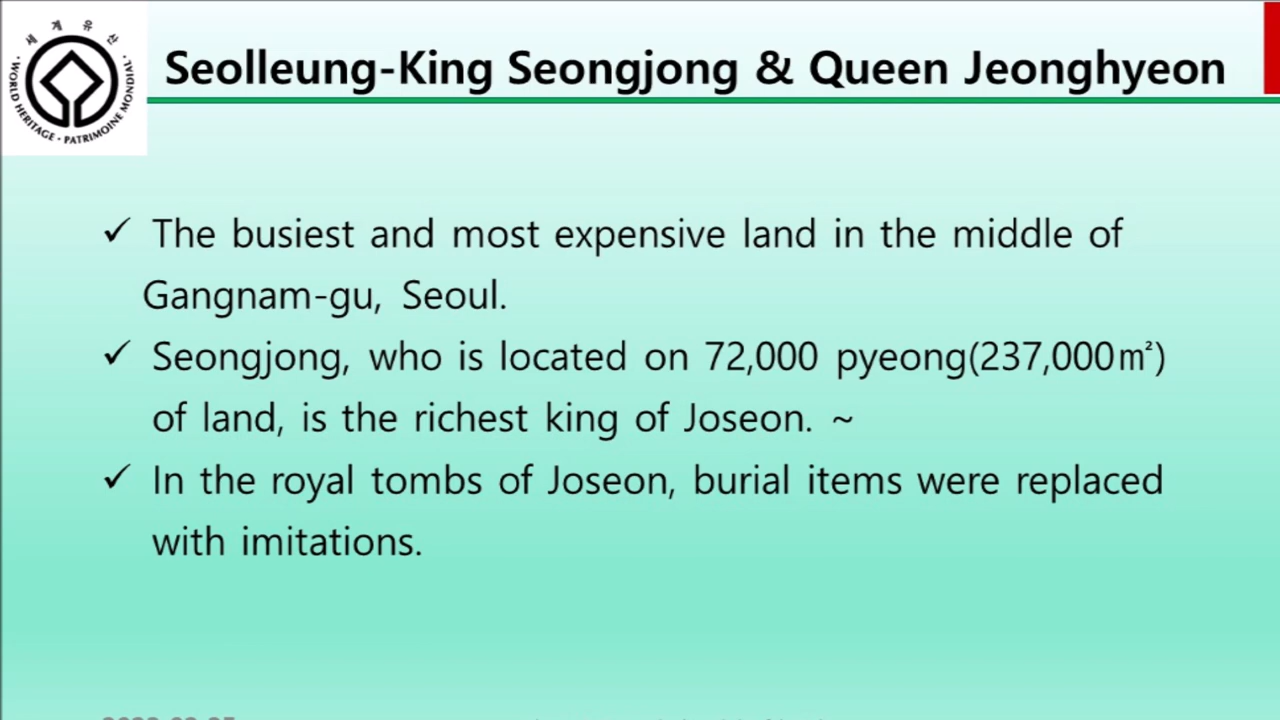 세계유산
WORLD HERITAGE · PATRIMOINE MONDIAL ·
Seolleung-King Seongjong & Queen Jeonghyeon
✓ The busiest and most expensive land in the middle of
Gangnam-gu, Seoul.
✓ Seongjong, who is located on 72,000 pyeong(237,000㎡)
of land, is the richest king of Joseon. ~
✓ In the royal tombs of Joseon, burial items were replaced
with imitations.